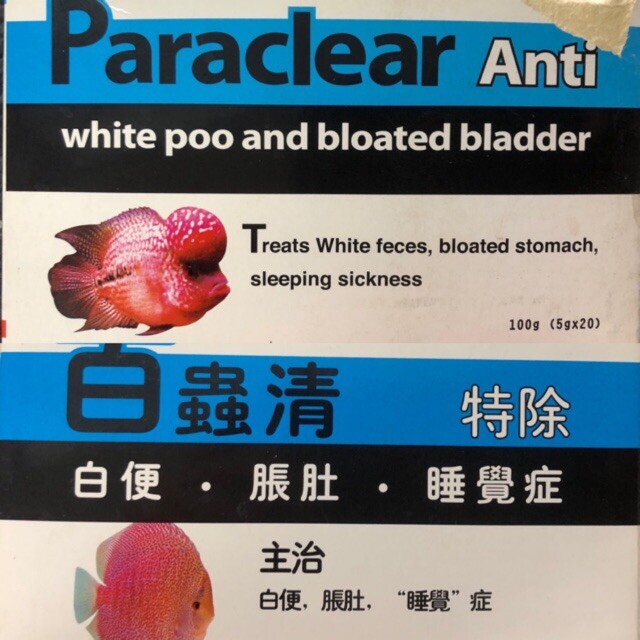 Paraclear Anti
white poo and bloated bladder
Treats White feces, bloated stomach,
sleeping sickness
100g (5gx20)
白蟲清 特除
白便 · 脹肚 · 睡覺症
主治
白便, 脹肚, “睡覺”症